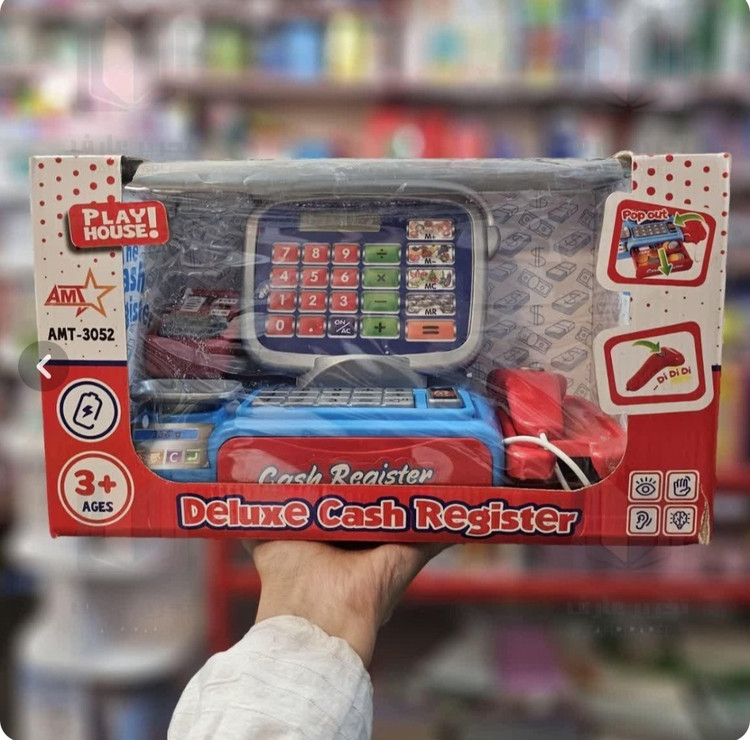 PLAY
HOUSE!
AMT
AMT-3052
3+
AGES
7 8 9 ÷
4 5 6 ×
1 2 3 −
0 . ON/AC + =
M+
M-
MC
MR
Cash Register
Deluxe Cash Register
Pop out
Di Di Di